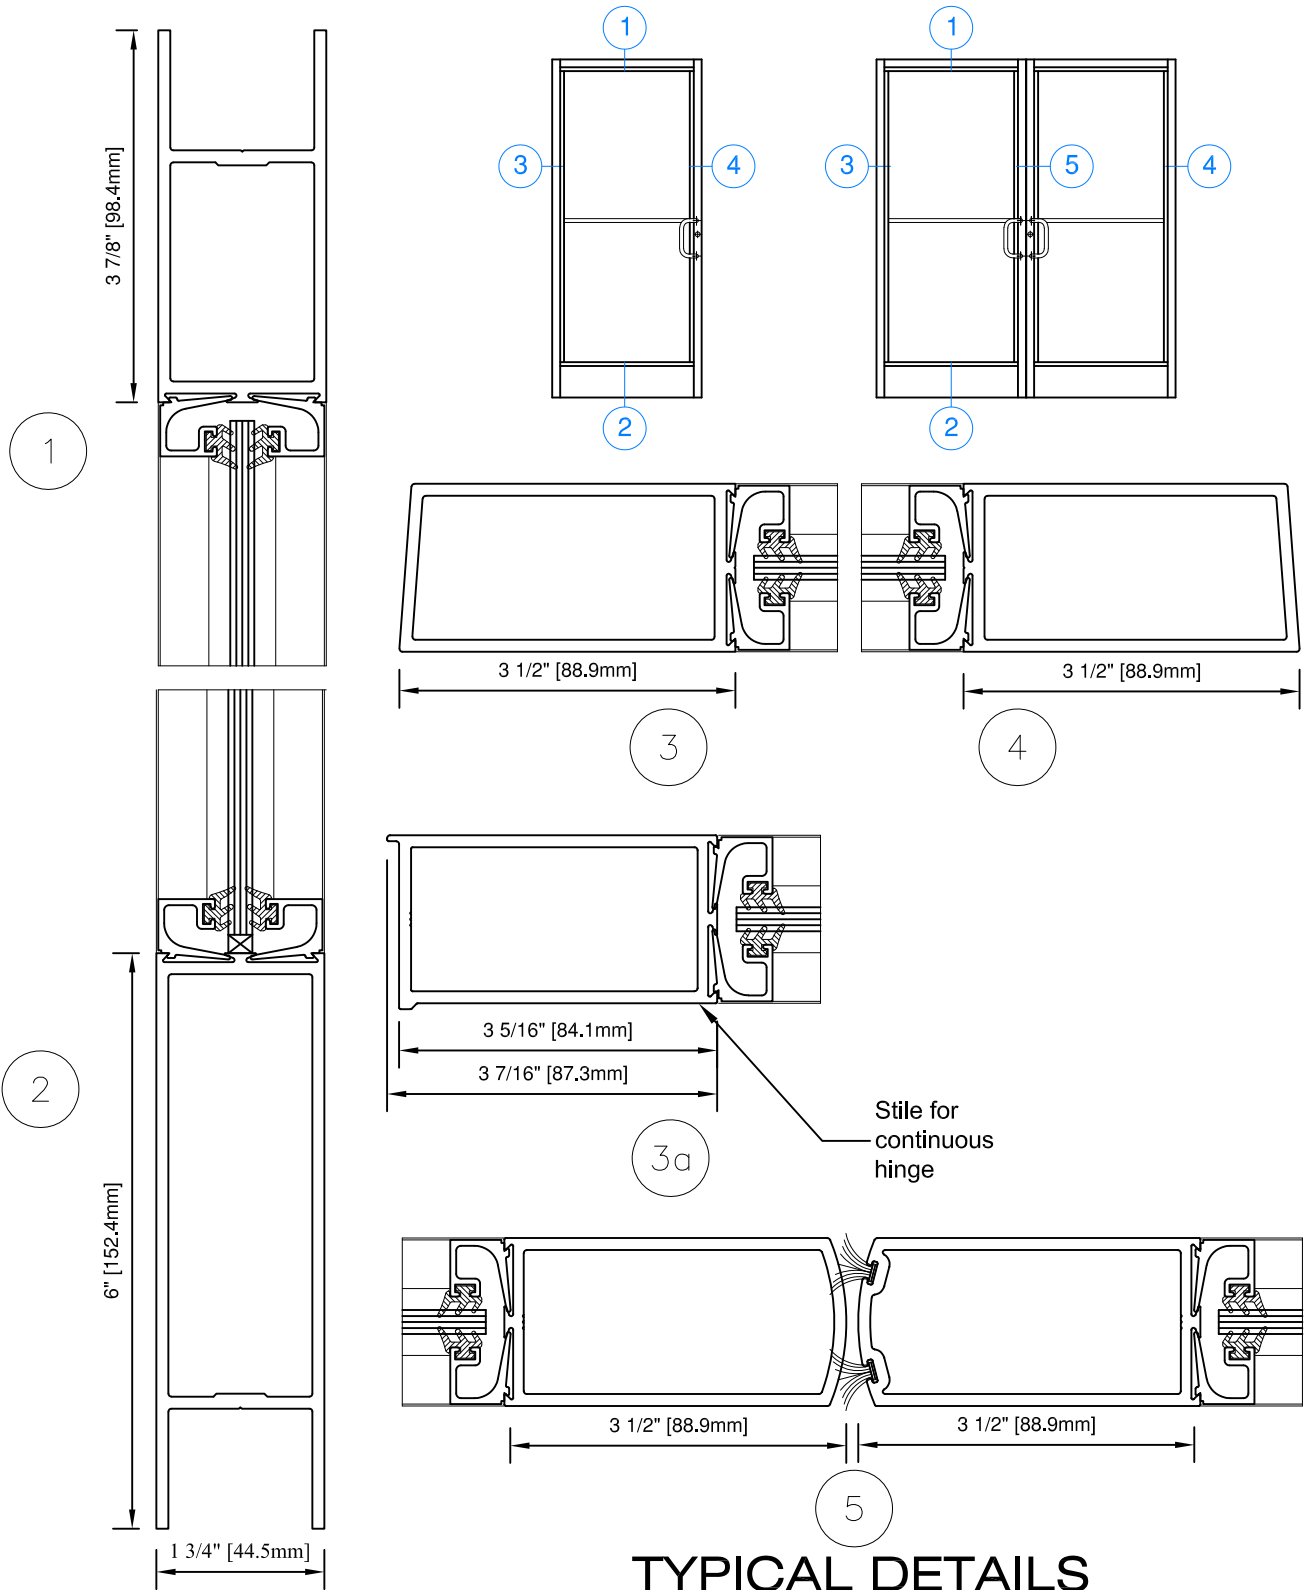 1
1
3
4
3
5
4
2
2
3 7/8" [98.4mm]
1
3 1/2" [88.9mm]
3 1/2" [88.9mm]
3
4
3 5/16" [84.1mm]
3 7/16" [87.3mm]
2
Stile for
continuous
hinge
3a
6" [152.4mm]
3 1/2" [88.9mm]
3 1/2" [88.9mm]
5
1 3/4" [44.5mm]
TYPICAL DETAILS